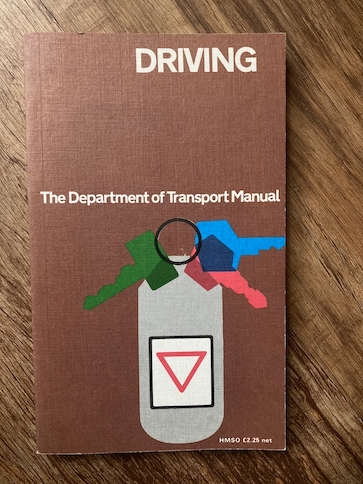 DRIVING
The Department of Transport Manual
HMSO £2.25 net